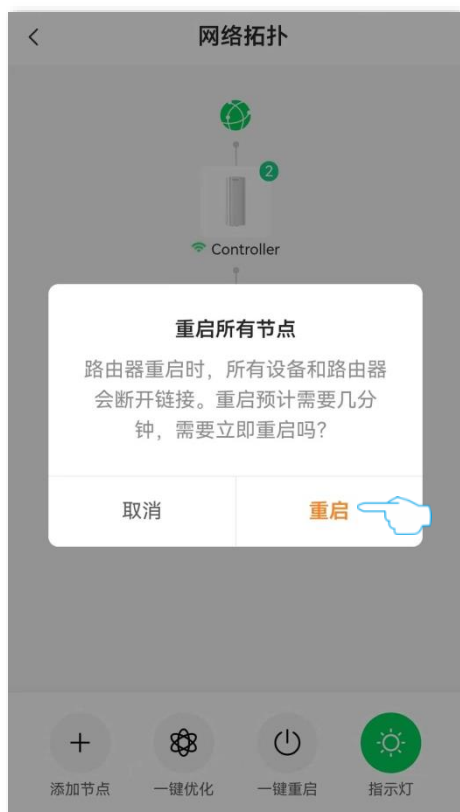 网络拓扑
2
Controller
重启所有节点
路由器重启时，所有设备和路由器
会断开链接。重启预计需要几分
钟，需要立即重启吗？
取消
重启
添加节点
一键优化
一键重启
指示灯